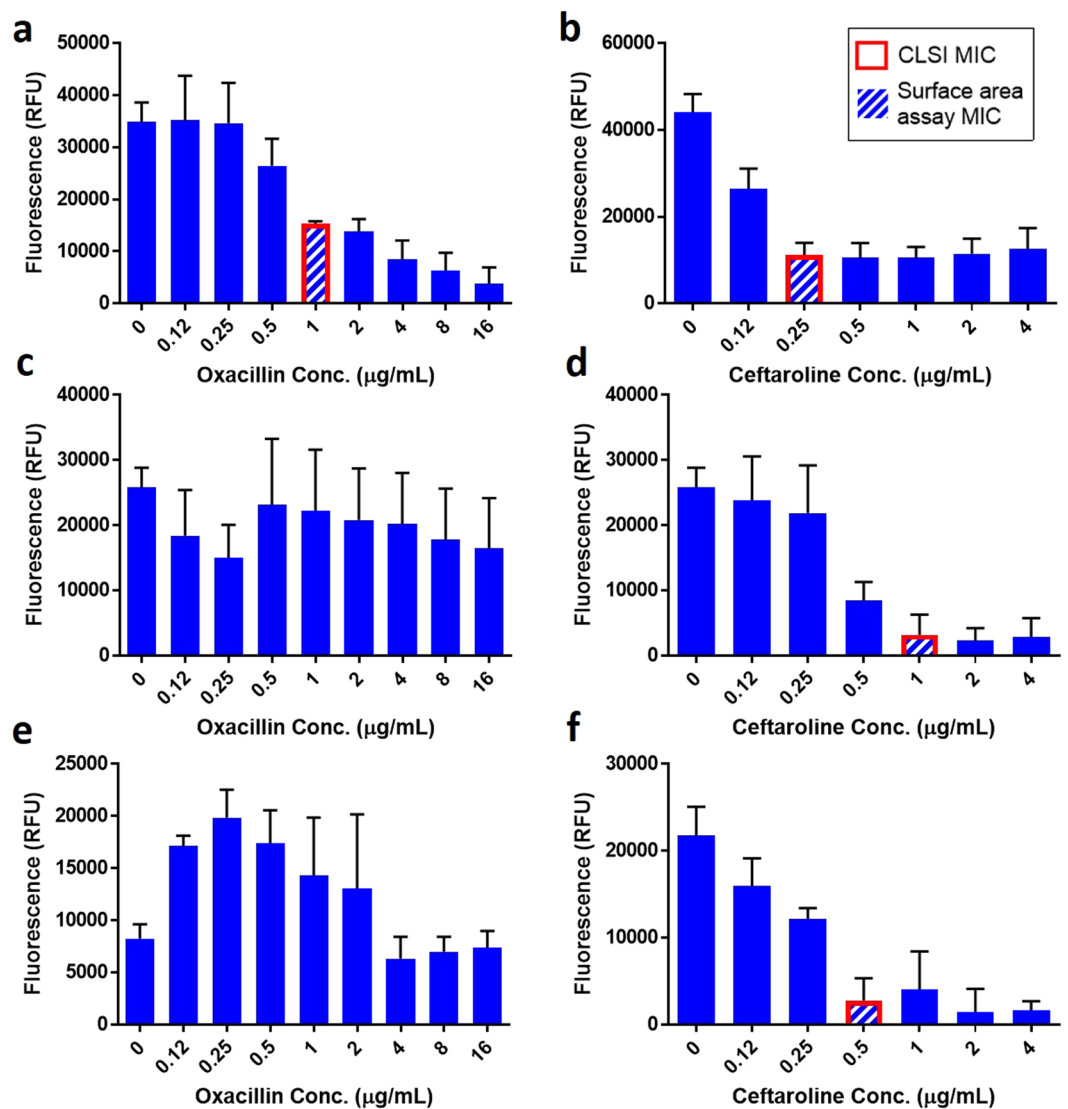 a
50000
40000
30000
20000
10000
0
Fluorescence (RFU)
0 0.12 0.25 0.5 1 2 4 8 16
Oxacillin Conc. (μg/mL)
b
60000
40000
20000
0
Fluorescence (RFU)
CLSI MIC
Surface area
assay MIC
0 0.12 0.25 0.5 1 2 4
Ceftaroline Conc. (μg/mL)
c
40000
30000
20000
10000
0
Fluorescence (RFU)
0 0.12 0.25 0.5 1 2 4 8 16
Oxacillin Conc. (μg/mL)
d
40000
30000
20000
10000
0
Fluorescence (RFU)
0 0.12 0.25 0.5 1 2 4
Ceftaroline Conc. (μg/mL)
e
25000
20000
15000
10000
5000
0
Fluorescence (RFU)
0 0.12 0.25 0.5 1 2 4 8 16
Oxacillin Conc. (μg/mL)
f
30000
20000
10000
0
Fluorescence (RFU)
0 0.12 0.25 0.5 1 2 4
Ceftaroline Conc. (μg/mL)